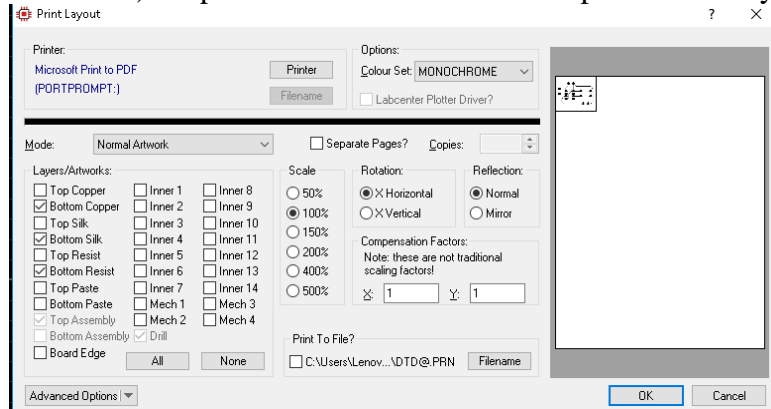 Print Layout ? X
Printer:
Microsoft Print to PDF
(PORTPROMPT:)
Printer
Filename
Options:
Colour Set: MONOCHROME
Labcenter Plotter Driver?
Mode: Normal Artwork
Separate Pages? Copies:
Layers/Artworks:
Top Copper Inner 1 Inner 8
Bottom Copper Inner 2 Inner 9
Top Silk Inner 3 Inner 10
Bottom Silk Inner 4 Inner 11
Top Resist Inner 5 Inner 12
Bottom Resist Inner 6 Inner 13
Top Paste Inner 7 Inner 14
Bottom Paste Mech 1 Mech 3
Top Assembly Mech 2 Mech 4
Bottom Assembly Drill
Board Edge All None
Scale
50%
100%
150%
200%
400%
500%
Rotation:
X Horizontal
X Vertical
Reflection:
Normal
Mirror
Compensation Factors:
Note: these are not traditional
scaling factors!
X: 1 Y: 1
Print To File?
C:\Users\Lenov...\DTD@.PRN Filename
Advanced Options
OK Cancel